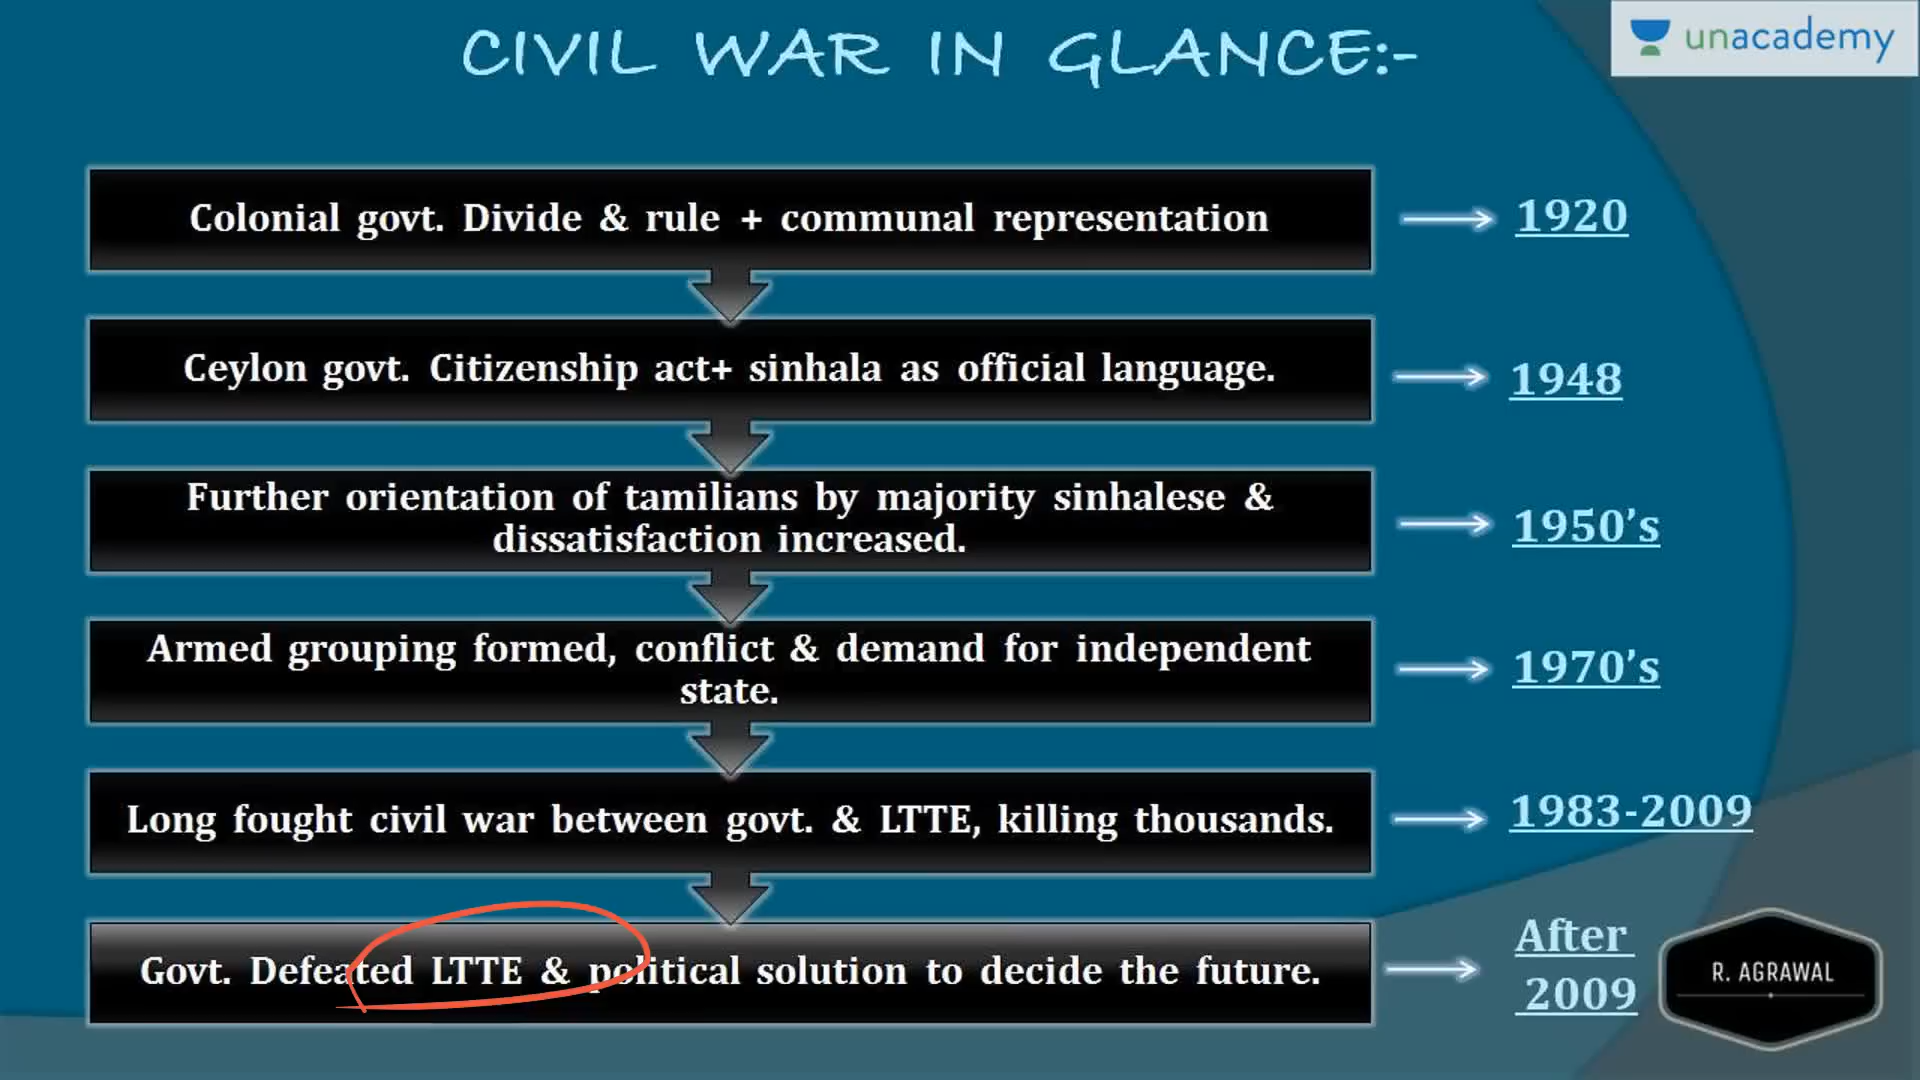 CIVIL WAR IN GLANCE:-
unacademy
Colonial govt. Divide & rule + communal representation
1920
Ceylon govt. Citizenship act+ sinhala as official language.
1948
Further orientation of tamilians by majority sinhalese &
dissatisfaction increased.
1950's
Armed grouping formed, conflict & demand for independent
state.
1970's
Long fought civil war between govt. & LTTE, killing thousands.
1983-2009
Govt. Defeated LTTE & political solution to decide the future.
After
2009
R. AGRAWAL